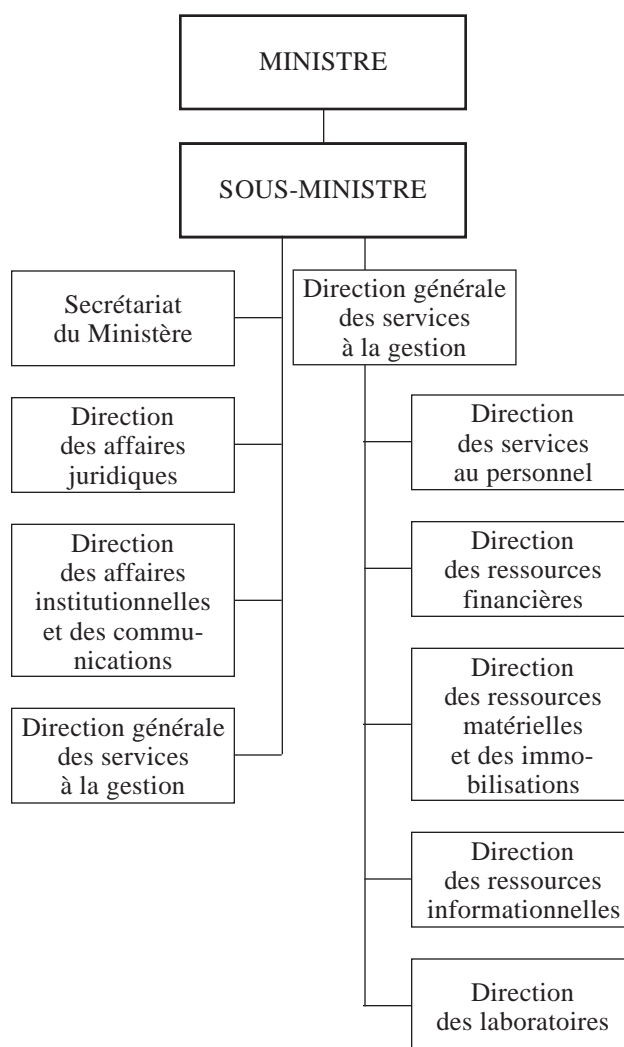 MINISTRE
SOUS-MINISTRE
Secrétariat
du Ministère
Direction
des affaires
juridiques
Direction
des affaires
institutionnelles
et des commu-
nications
Direction générale
des services
à la gestion
Direction générale
des services
à la gestion
Direction
des services
au personnel
Direction
des ressources
financières
Direction
des ressources
matérielles
et des immo-
bilisations
Direction
des ressources
informationnelles
Direction
des laboratoires